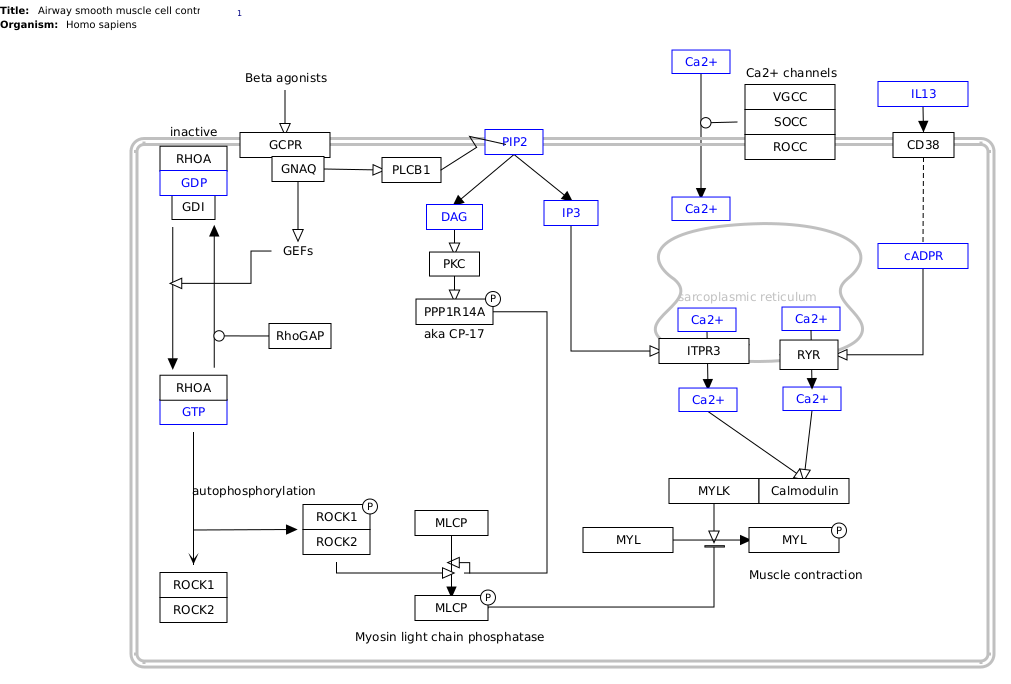 Title: Airway smooth muscle cell contr
1
Organism: Homo sapiens
Beta agonists
Ca2+
Ca2+ channels
VGCC
SOCC
ROCC
IL13
inactive
GCPR
PIP2
CD38
RHOA
GDP
GDI
GNAQ
PLCB1
DAG
IP3
Ca2+
GEFs
PKC
cADPR
sarcoplasmic reticulum
PPP1R14A
P
aka CP-17
RhoGAP
Ca2+
Ca2+
ITPR3
RYR
RHOA
GTP
Ca2+
Ca2+
autophosphorylation
MYLK
Calmodulin
ROCK1
P
ROCK2
MLCP
MYL
MYL
P
Muscle contraction
ROCK1
ROCK2
MLCP
P
Myosin light chain phosphatase